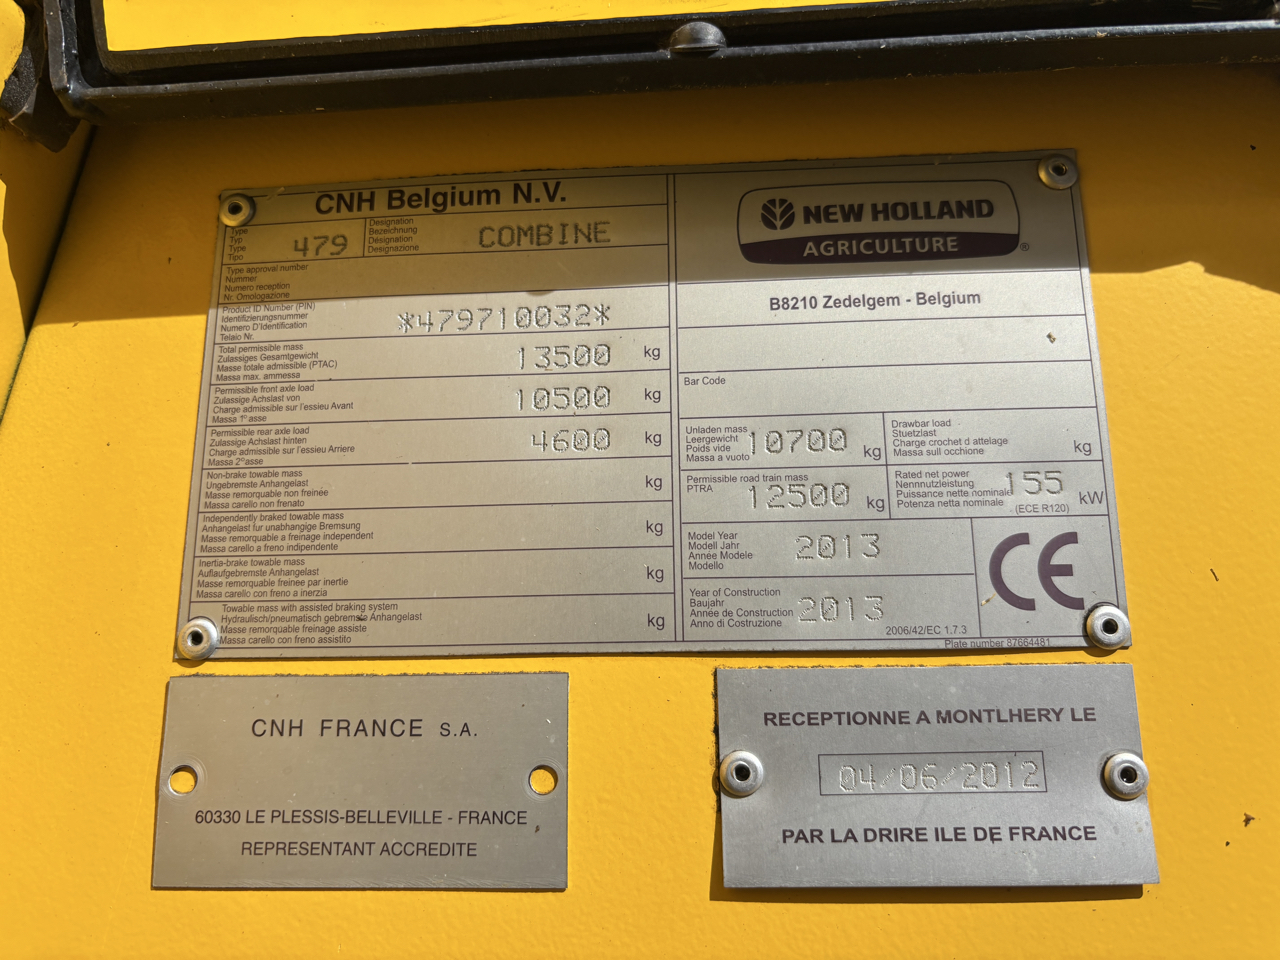 CNH Belgium N.V.
Type
Typ
Type
Tipo
479
Designation
Bezeichnung
Désignation
Designazione
COMBINE
Type approval number
Nummer
Numero reception
Nr. Omologazione
Product ID Number (PIN)
Identifizierungsnummer
Numero D'Identification
Telaio Nr.
*479710032*
Total permissible mass
Zulassiges Gesamtgewicht
Masse totale admissible (PTAC)
Massa max. ammessa
13500 kg
Permissible front axle load
Zulassige Achslast von
Charge admissible sur l'essieu Avant
Massa 1º asse
10500 kg
Permissible rear axle load
Zulassige Achslast hinten
Charge admissible sur l'essieu Arriere
Massa 2º asse
4600 kg
Non-brake towable mass
Ungebremste Anhangelast
Masse remorquable non freinée
Massa carello non frenato
kg
Independently braked towable mass
Anhangelast fur unabhangige Bremsung
Masse remorquable a freinage independent
Massa carello a freno indipendente
kg
Inertia-brake towable mass
Auflaufgebremste Anhangelast
Masse remorquable freinee par inertie
Massa carello con freno a inerzia
kg
Towable mass with assisted braking system
Hydraulisch/pneumatisch gebremste Anhangelast
Masse remorquable freinage assiste
Massa carello con freno assistito
kg
NEW HOLLAND
AGRICULTURE ®
B8210 Zedelgem - Belgium
Bar Code
Unladen mass
Leergewicht
Poids vide
Massa a vuoto
10700 kg
Drawbar load
Stuetzlast
Charge crochet d attelage
Massa sull occhione
kg
Permissible road train mass
PTRA
12500 kg
Rated net power
Nennnutzleistung
Puissance nette nominale
Potenza netta nominale
155 kW
(ECE R120)
Model Year
Modell Jahr
Année Modele
Modello
2013
Year of Construction
Baujahr
Année de Construction
Anno di Costruzione
2013
CE
2006/42/EC 1.7.3
Plate number 87664481
CNH FRANCE S.A.
60330 LE PLESSIS-BELLEVILLE - FRANCE
REPRESENTANT ACCREDITE
RECEPTIONNE A MONTLHERY LE
04/06/2012
PAR LA DRIRE ILE DE FRANCE